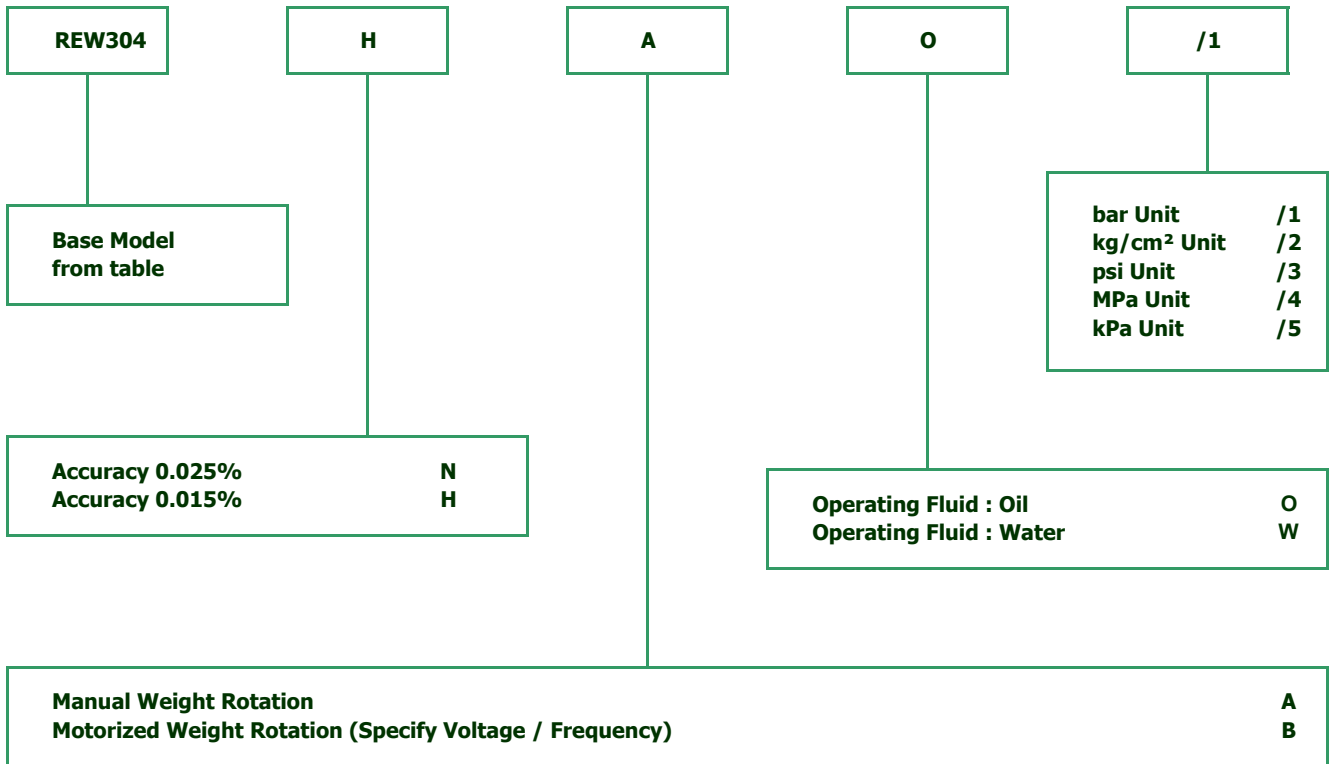 REW304 H A O /1
bar Unit /1
kg/cm² Unit /2
psi Unit /3
MPa Unit /4
kPa Unit /5
Base Model
from table
Accuracy 0.025% N
Accuracy 0.015% H
Operating Fluid : Oil O
Operating Fluid : Water W
Manual Weight Rotation A
Motorized Weight Rotation (Specify Voltage / Frequency) B